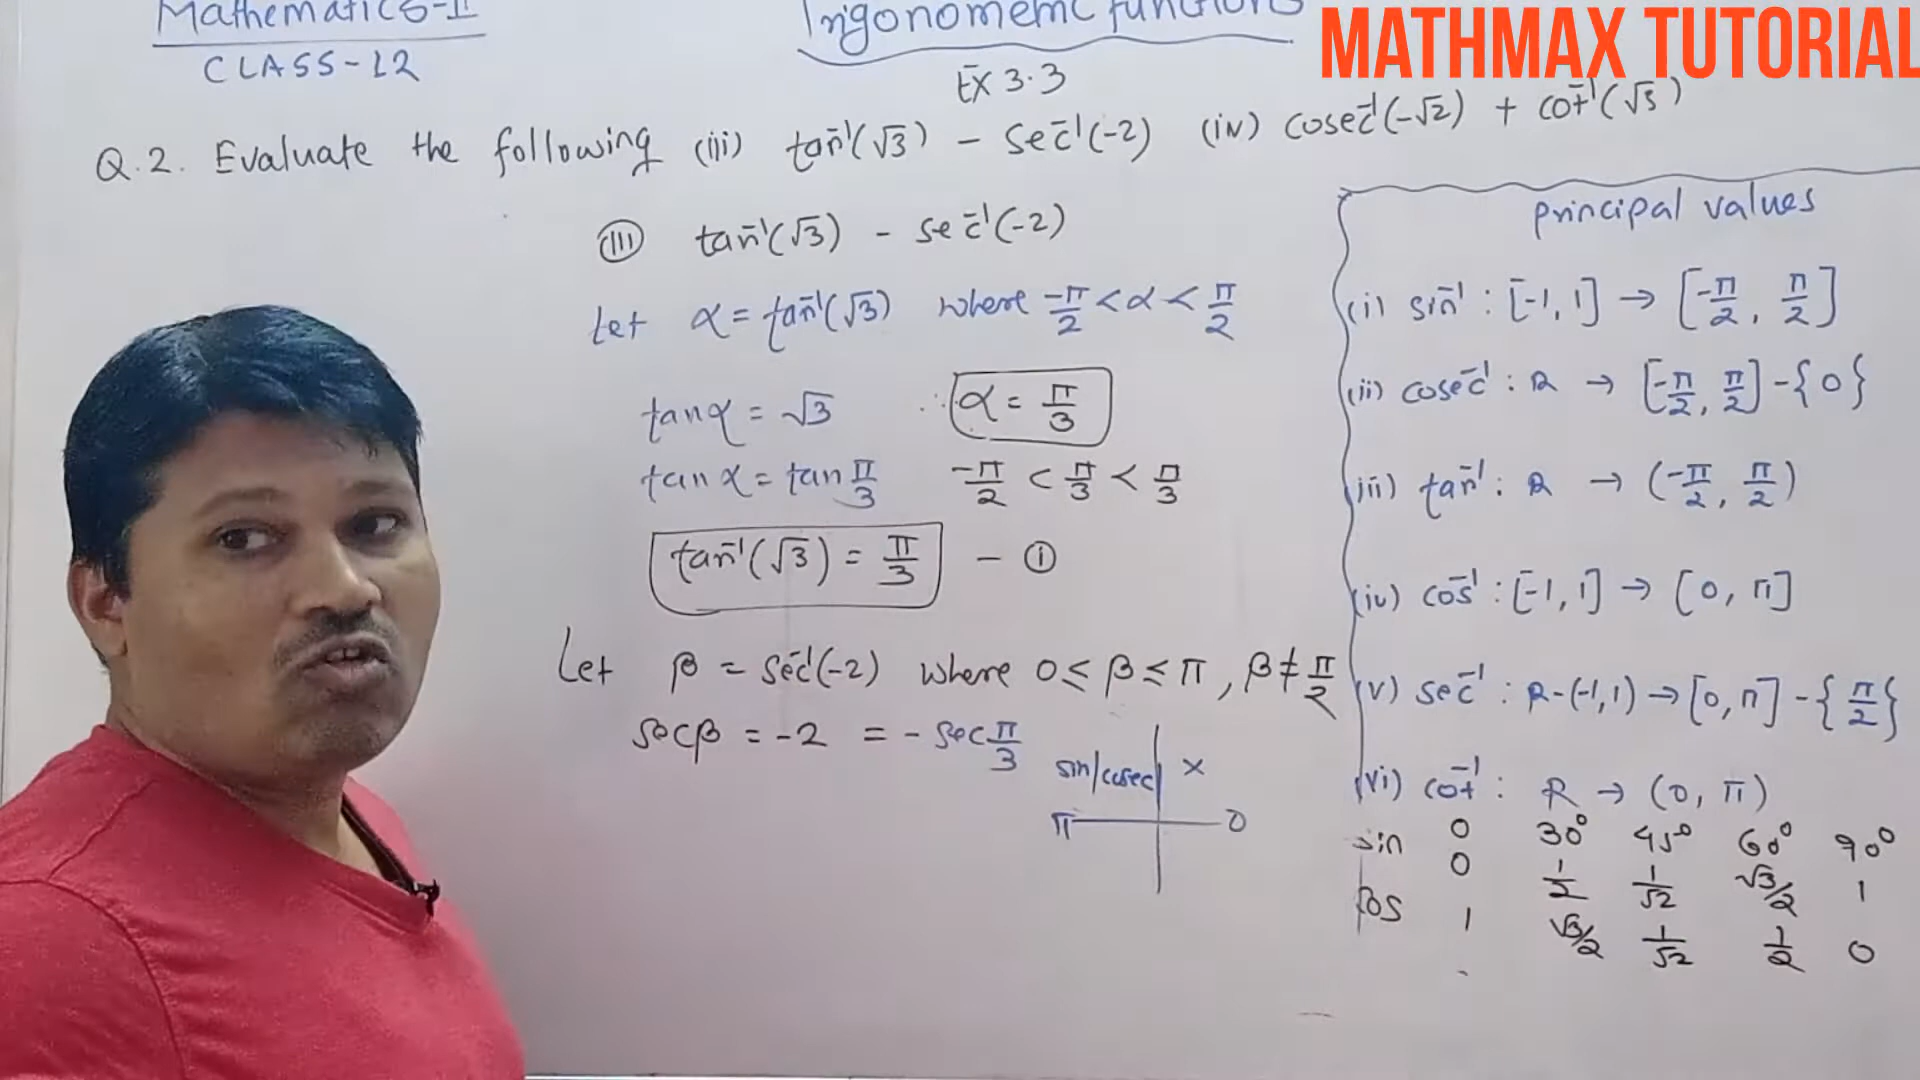 Mathematics-II
CLASS-12
Trigonometric functions
MATHMAX TUTORIAL
Ex 3.3
Q.2. Evaluate the following (iii) tan⁻¹(√3) - sec⁻¹(-2) (iv) cosec⁻¹(-√2) + cot⁻¹(√3)
(iii) tan⁻¹(√3) - sec⁻¹(-2)
Let α = tan⁻¹(√3) where -π/2 < α < π/2
tanα = √3 ∴ α = π/3
tanα = tan π/3 -π/2 < π/3 < π/3
tan⁻¹(√3) = π/3 - ①
Let β = sec⁻¹(-2) where 0 ≤ β ≤ π, β ≠ π/2
secβ = -2 = - sec π/3
sin/cosec ×
π 0
principal values
(i) sin⁻¹ : [-1, 1] → [-π/2, π/2]
(ii) cosec⁻¹ : R → [-π/2, π/2] - {0}
(iii) tan⁻¹ : R → (-π/2, π/2)
(iv) cos⁻¹ : [-1, 1] → [0, π]
(v) sec⁻¹ : R-(-1,1) → [0, π] - {π/2}
(vi) cot⁻¹ : R → (0, π)
0 30° 45° 60° 90°
sin 0 1/2 1/√2 √3/2 1
cos 1 √3/2 1/√2 1/2 0